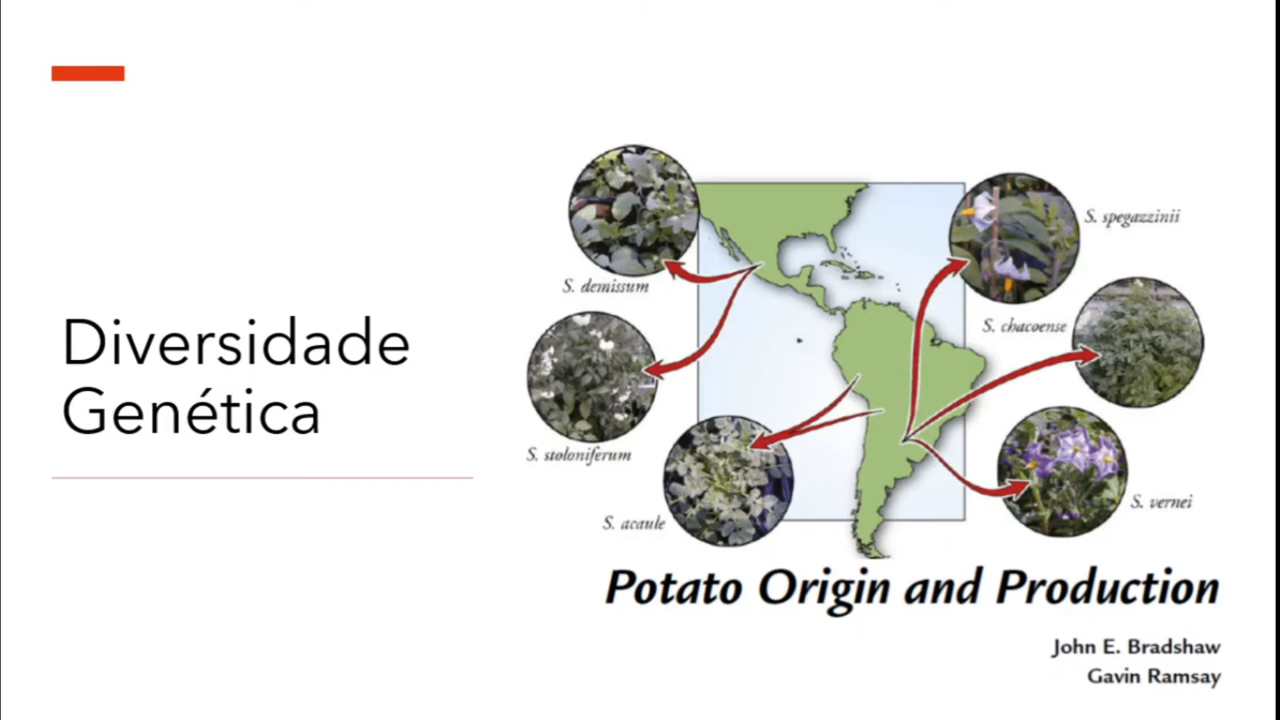 Diversidade
Genética
S. demissum
S. stoloniferum
S. acaule
S. spegazzinii
S. chacoense
S. vernei
Potato Origin and Production
John E. Bradshaw
Gavin Ramsay